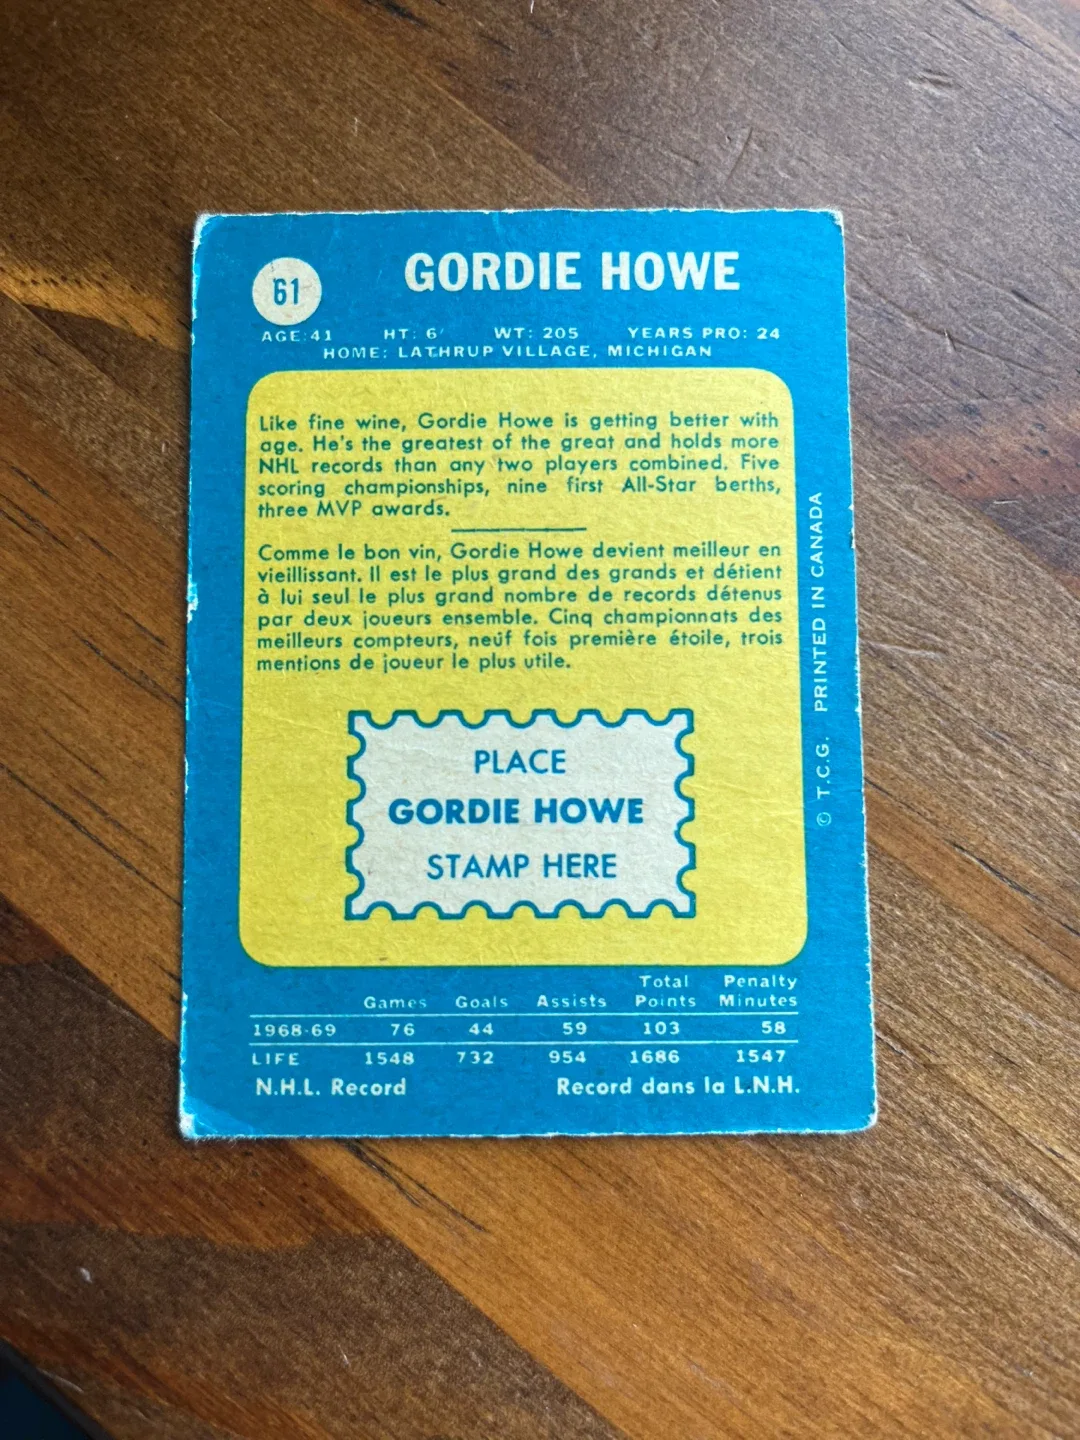 61
GORDIE HOWE
AGE: 41 HT: 6' WT: 205 YEARS PRO: 24
HOME: LATHRUP VILLAGE, MICHIGAN
Like fine wine, Gordie Howe is getting better with
age. He's the greatest of the great and holds more
NHL records than any two players combined. Five
scoring championships, nine first All-Star berths,
three MVP awards.
Comme le bon vin, Gordie Howe devient meilleur en
vieillissant. Il est le plus grand des grands et détient
à lui seul le plus grand nombre de records détenus
par deux joueurs ensemble. Cinq championnats des
meilleurs compteurs, neuf fois première étoile, trois
mentions de joueur le plus utile.
PLACE
GORDIE HOWE
STAMP HERE
© T.C.G. PRINTED IN CANADA
Games Goals Assists Total Points Penalty Minutes
1968-69 76 44 59 103 58
LIFE 1548 732 954 1686 1547
N.H.L. Record Record dans la L.N.H.